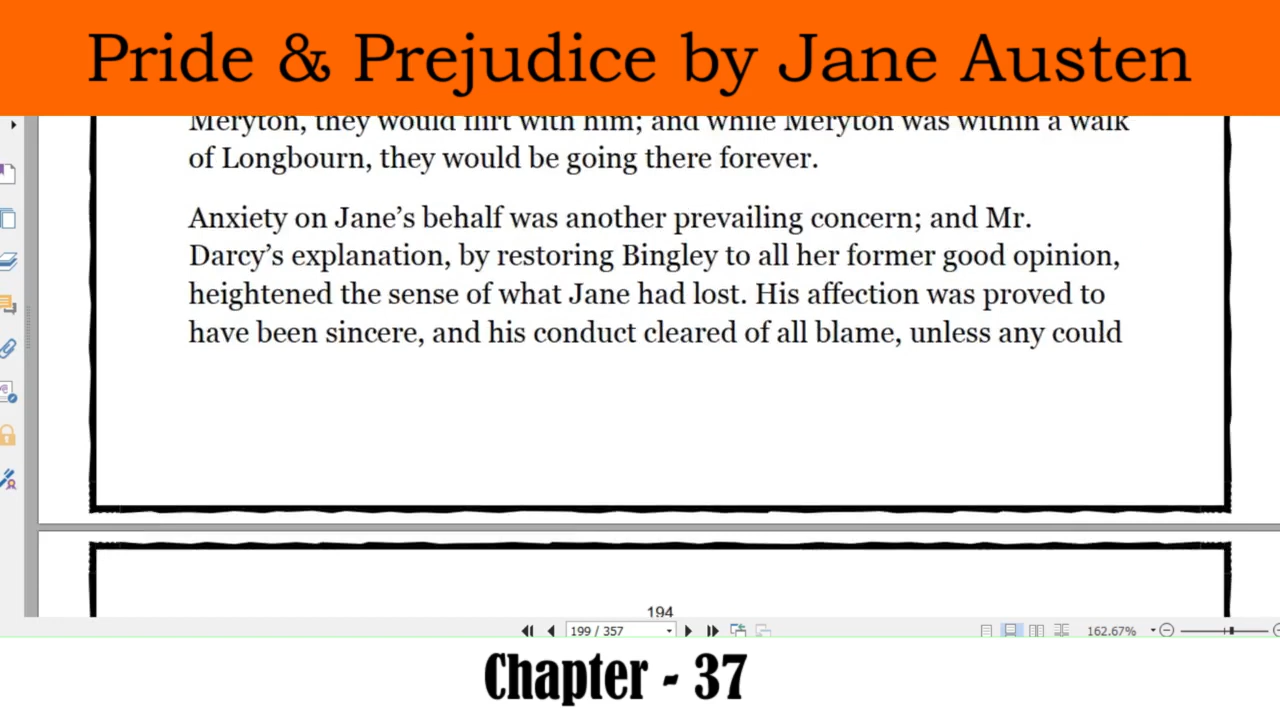 Pride & Prejudice by Jane Austen
Meryton, they would flirt with him; and while Meryton was within a walk
of Longbourn, they would be going there forever.
Anxiety on Jane’s behalf was another prevailing concern; and Mr.
Darcy’s explanation, by restoring Bingley to all her former good opinion,
heightened the sense of what Jane had lost. His affection was proved to
have been sincere, and his conduct cleared of all blame, unless any could
194
199 / 357
162.67%
Chapter - 37